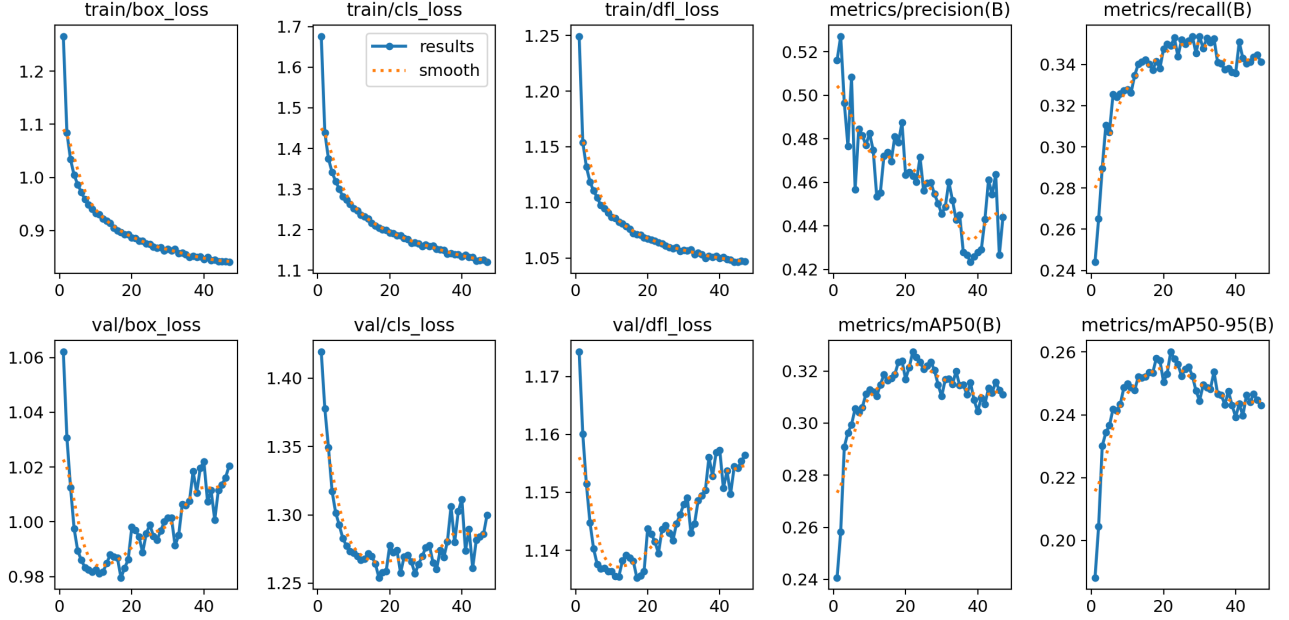 train/box_loss
train/cls_loss
train/dfl_loss
metrics/precision(B)
metrics/recall(B)
1.2
1.1
1.0
0.9
0 20 40
1.7
1.6
1.5
1.4
1.3
1.2
1.1
results
smooth
0 20 40
1.25
1.20
1.15
1.10
1.05
0 20 40
0.52
0.50
0.48
0.46
0.44
0.42
0 20 40
0.34
0.32
0.30
0.28
0.26
0.24
0 20 40
val/box_loss
val/cls_loss
val/dfl_loss
metrics/mAP50(B)
metrics/mAP50-95(B)
1.06
1.04
1.02
1.00
0.98
0 20 40
1.40
1.35
1.30
1.25
0 20 40
1.17
1.16
1.15
1.14
0 20 40
0.32
0.30
0.28
0.26
0.24
0 20 40
0.26
0.24
0.22
0.20
0 20 40